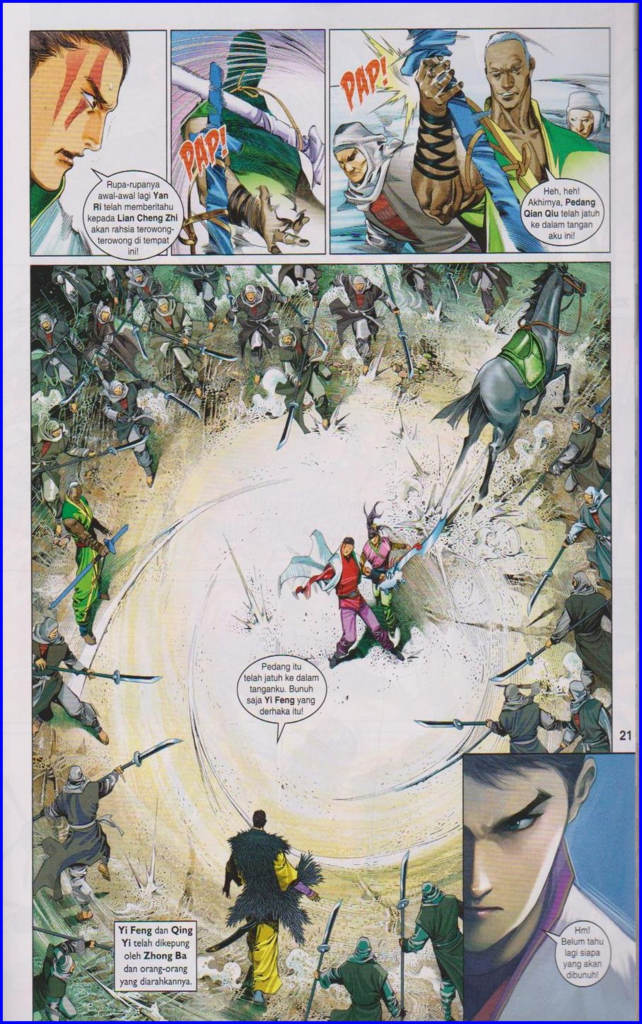 Rupa-rupanya
awal-awal lagi Yan
Ri telah memberitahu
kepada Lian Cheng Zhi
akan rahsia terowong-
terowong di tempat
ini!
PAP!
PAP!
Heh, heh!
Akhirnya, Pedang
Qian Qiu telah jatuh
ke dalam tangan
aku ini!
Pedang itu
telah jatuh ke dalam
tanganku. Bunuh
saja Yi Feng yang
derhaka itu!
21
Yi Feng dan Qing
Yi telah dikepung
oleh Zhong Ba
dan orang-orang
yang diarahkannya.
Hm!
Belum tahu
lagi siapa
yang akan
dibunuh!